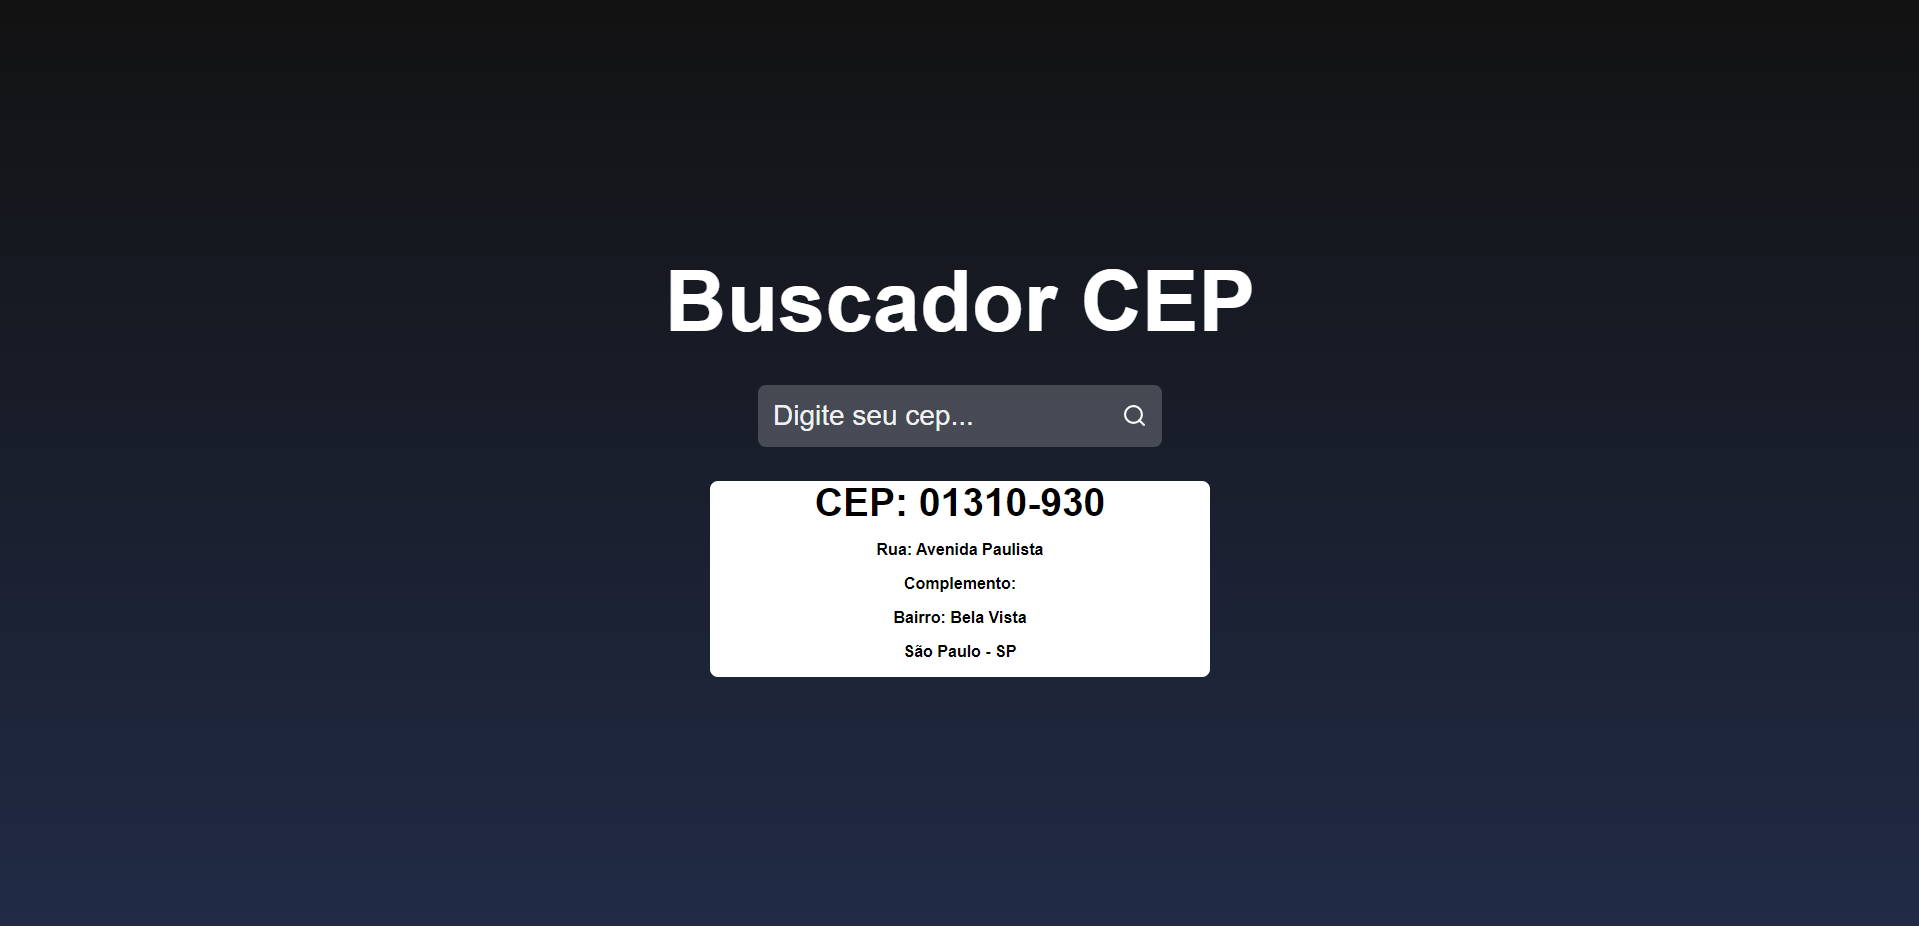 Buscador CEP
Digite seu cep...
CEP: 01310-930
Rua: Avenida Paulista
Complemento:
Bairro: Bela Vista
São Paulo - SP